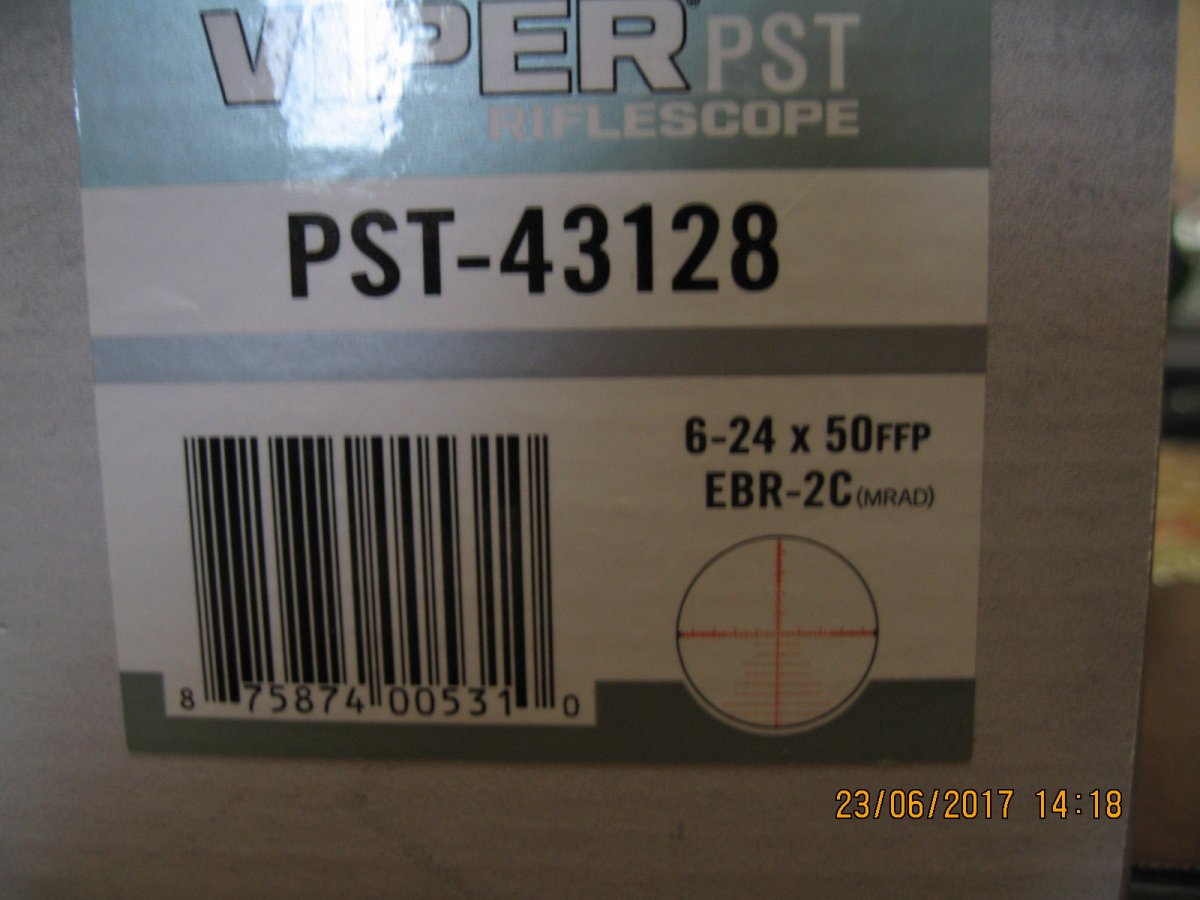 VIPER® PST
RIFLESCOPE
PST-43128
6-24 x 50FFP
EBR-2C (MRAD)
8 75874 00531 0
23/06/2017 14:18